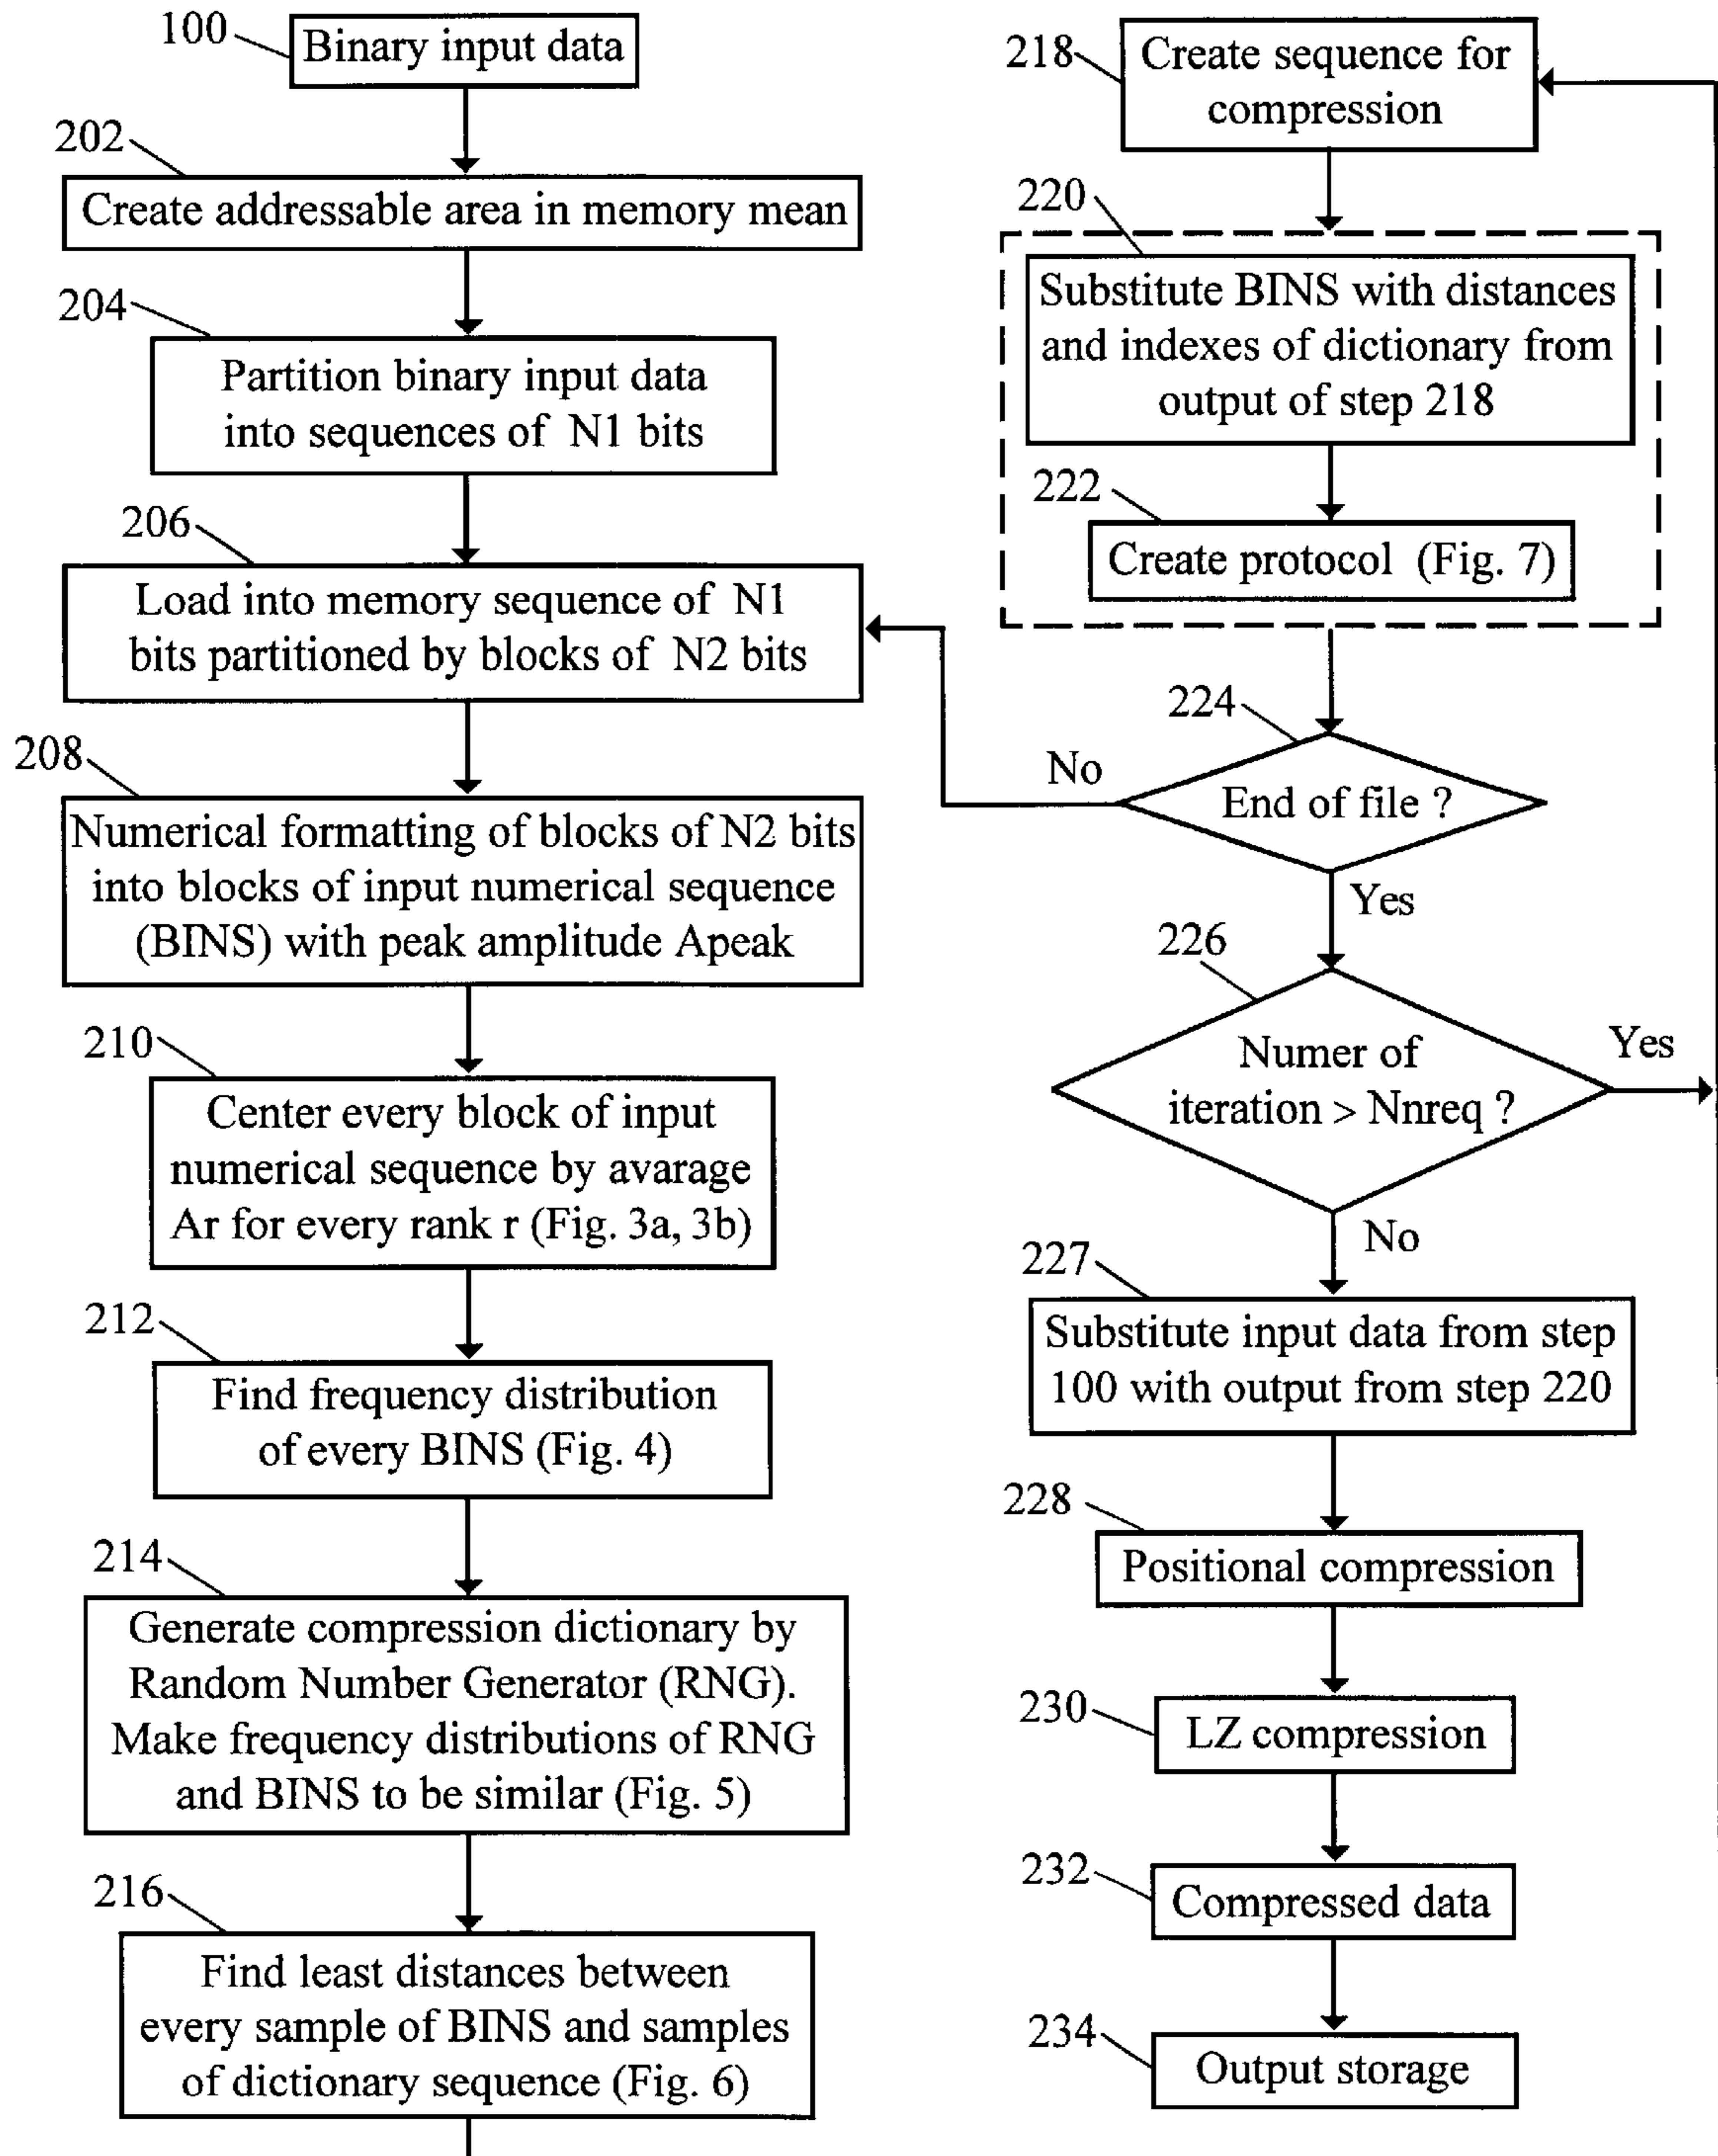 100
Binary input data
202
Create addressable area in memory mean
204
Partition binary input data
into sequences of N1 bits
206
Load into memory sequence of N1
bits partitioned by blocks of N2 bits
208
Numerical formatting of blocks of N2 bits
into blocks of input numerical sequence
(BINS) with peak amplitude Apeak
210
Center every block of input
numerical sequence by avarage
Ar for every rank r (Fig. 3a, 3b)
212
Find frequency distribution
of every BINS (Fig. 4)
214
Generate compression dictionary by
Random Number Generator (RNG).
Make frequency distributions of RNG
and BINS to be similar (Fig. 5)
216
Find least distances between
every sample of BINS and samples
of dictionary sequence (Fig. 6)
218
Create sequence for
compression
220
Substitute BINS with distances
and indexes of dictionary from
output of step 218
222
Create protocol (Fig. 7)
224
No
End of file ?
Yes
226
Numer of
iteration > Nnreq ?
Yes
No
227
Substitute input data from step
100 with output from step 220
228
Positional compression
230
LZ compression
232
Compressed data
234
Output storage